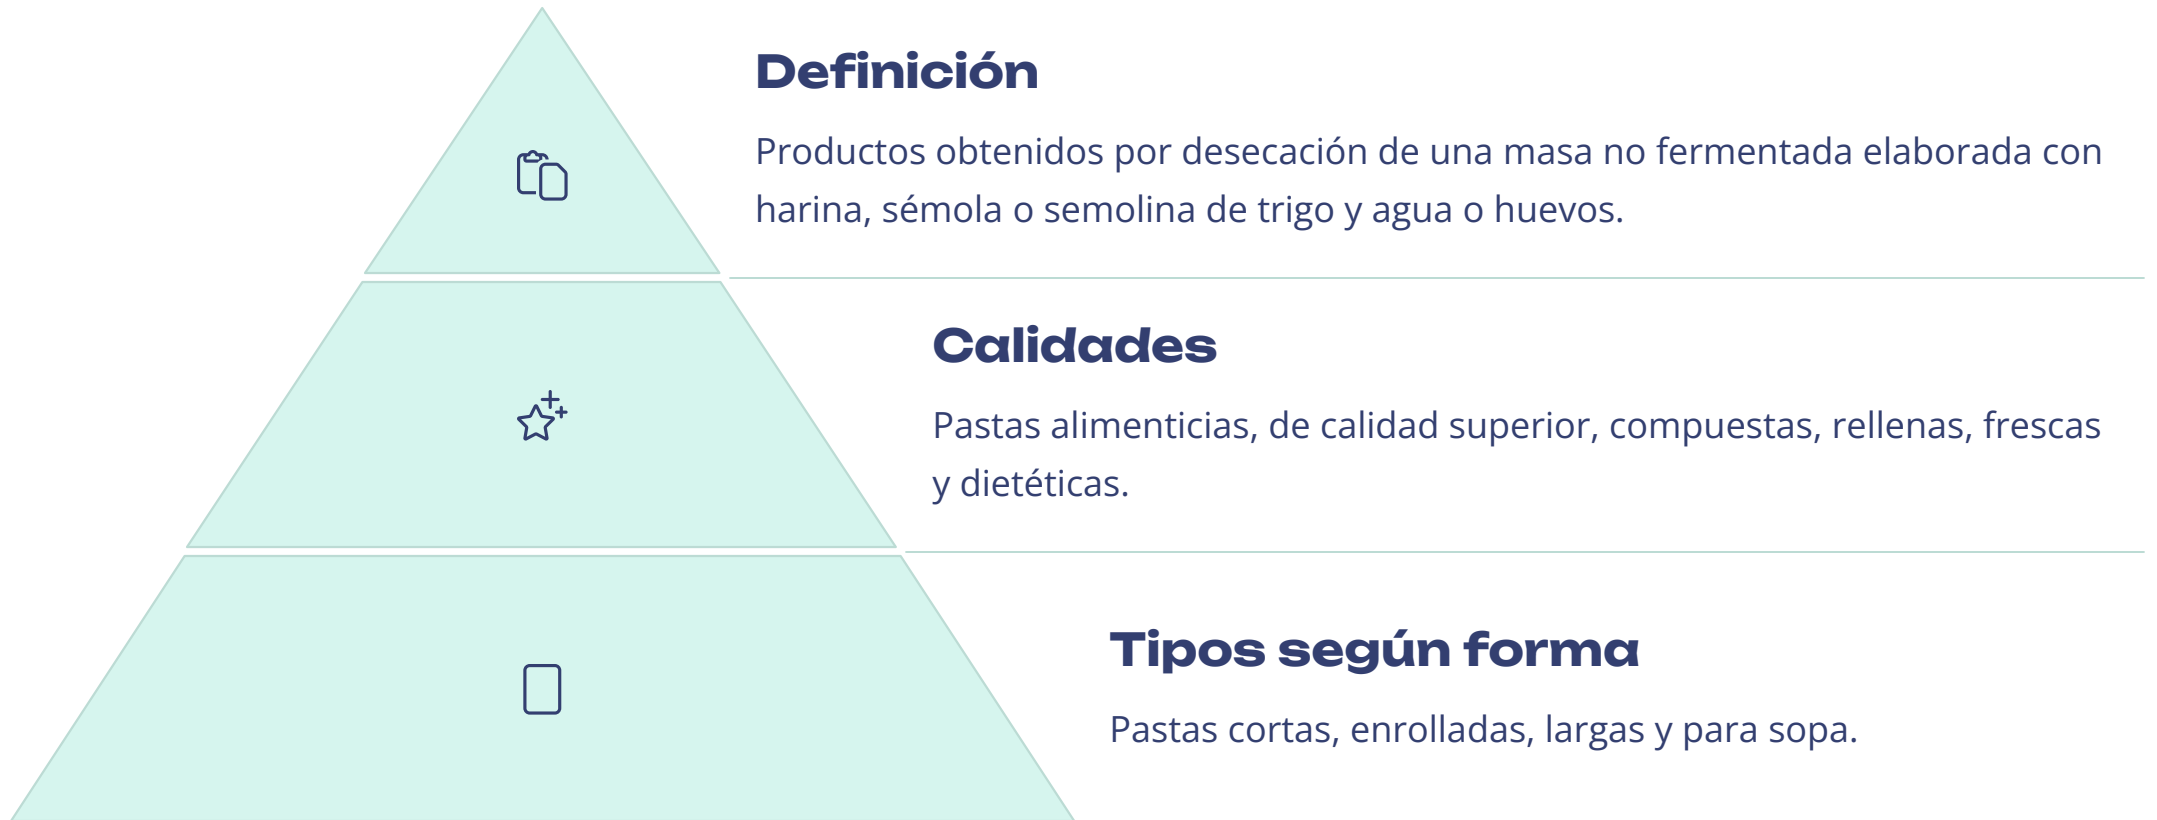 Definición
Productos obtenidos por desecación de una masa no fermentada elaborada con
harina, sémola o semolina de trigo y agua o huevos.
Calidades
Pastas alimenticias, de calidad superior, compuestas, rellenas, frescas
y dietéticas.
Tipos según forma
Pastas cortas, enrolladas, largas y para sopa.